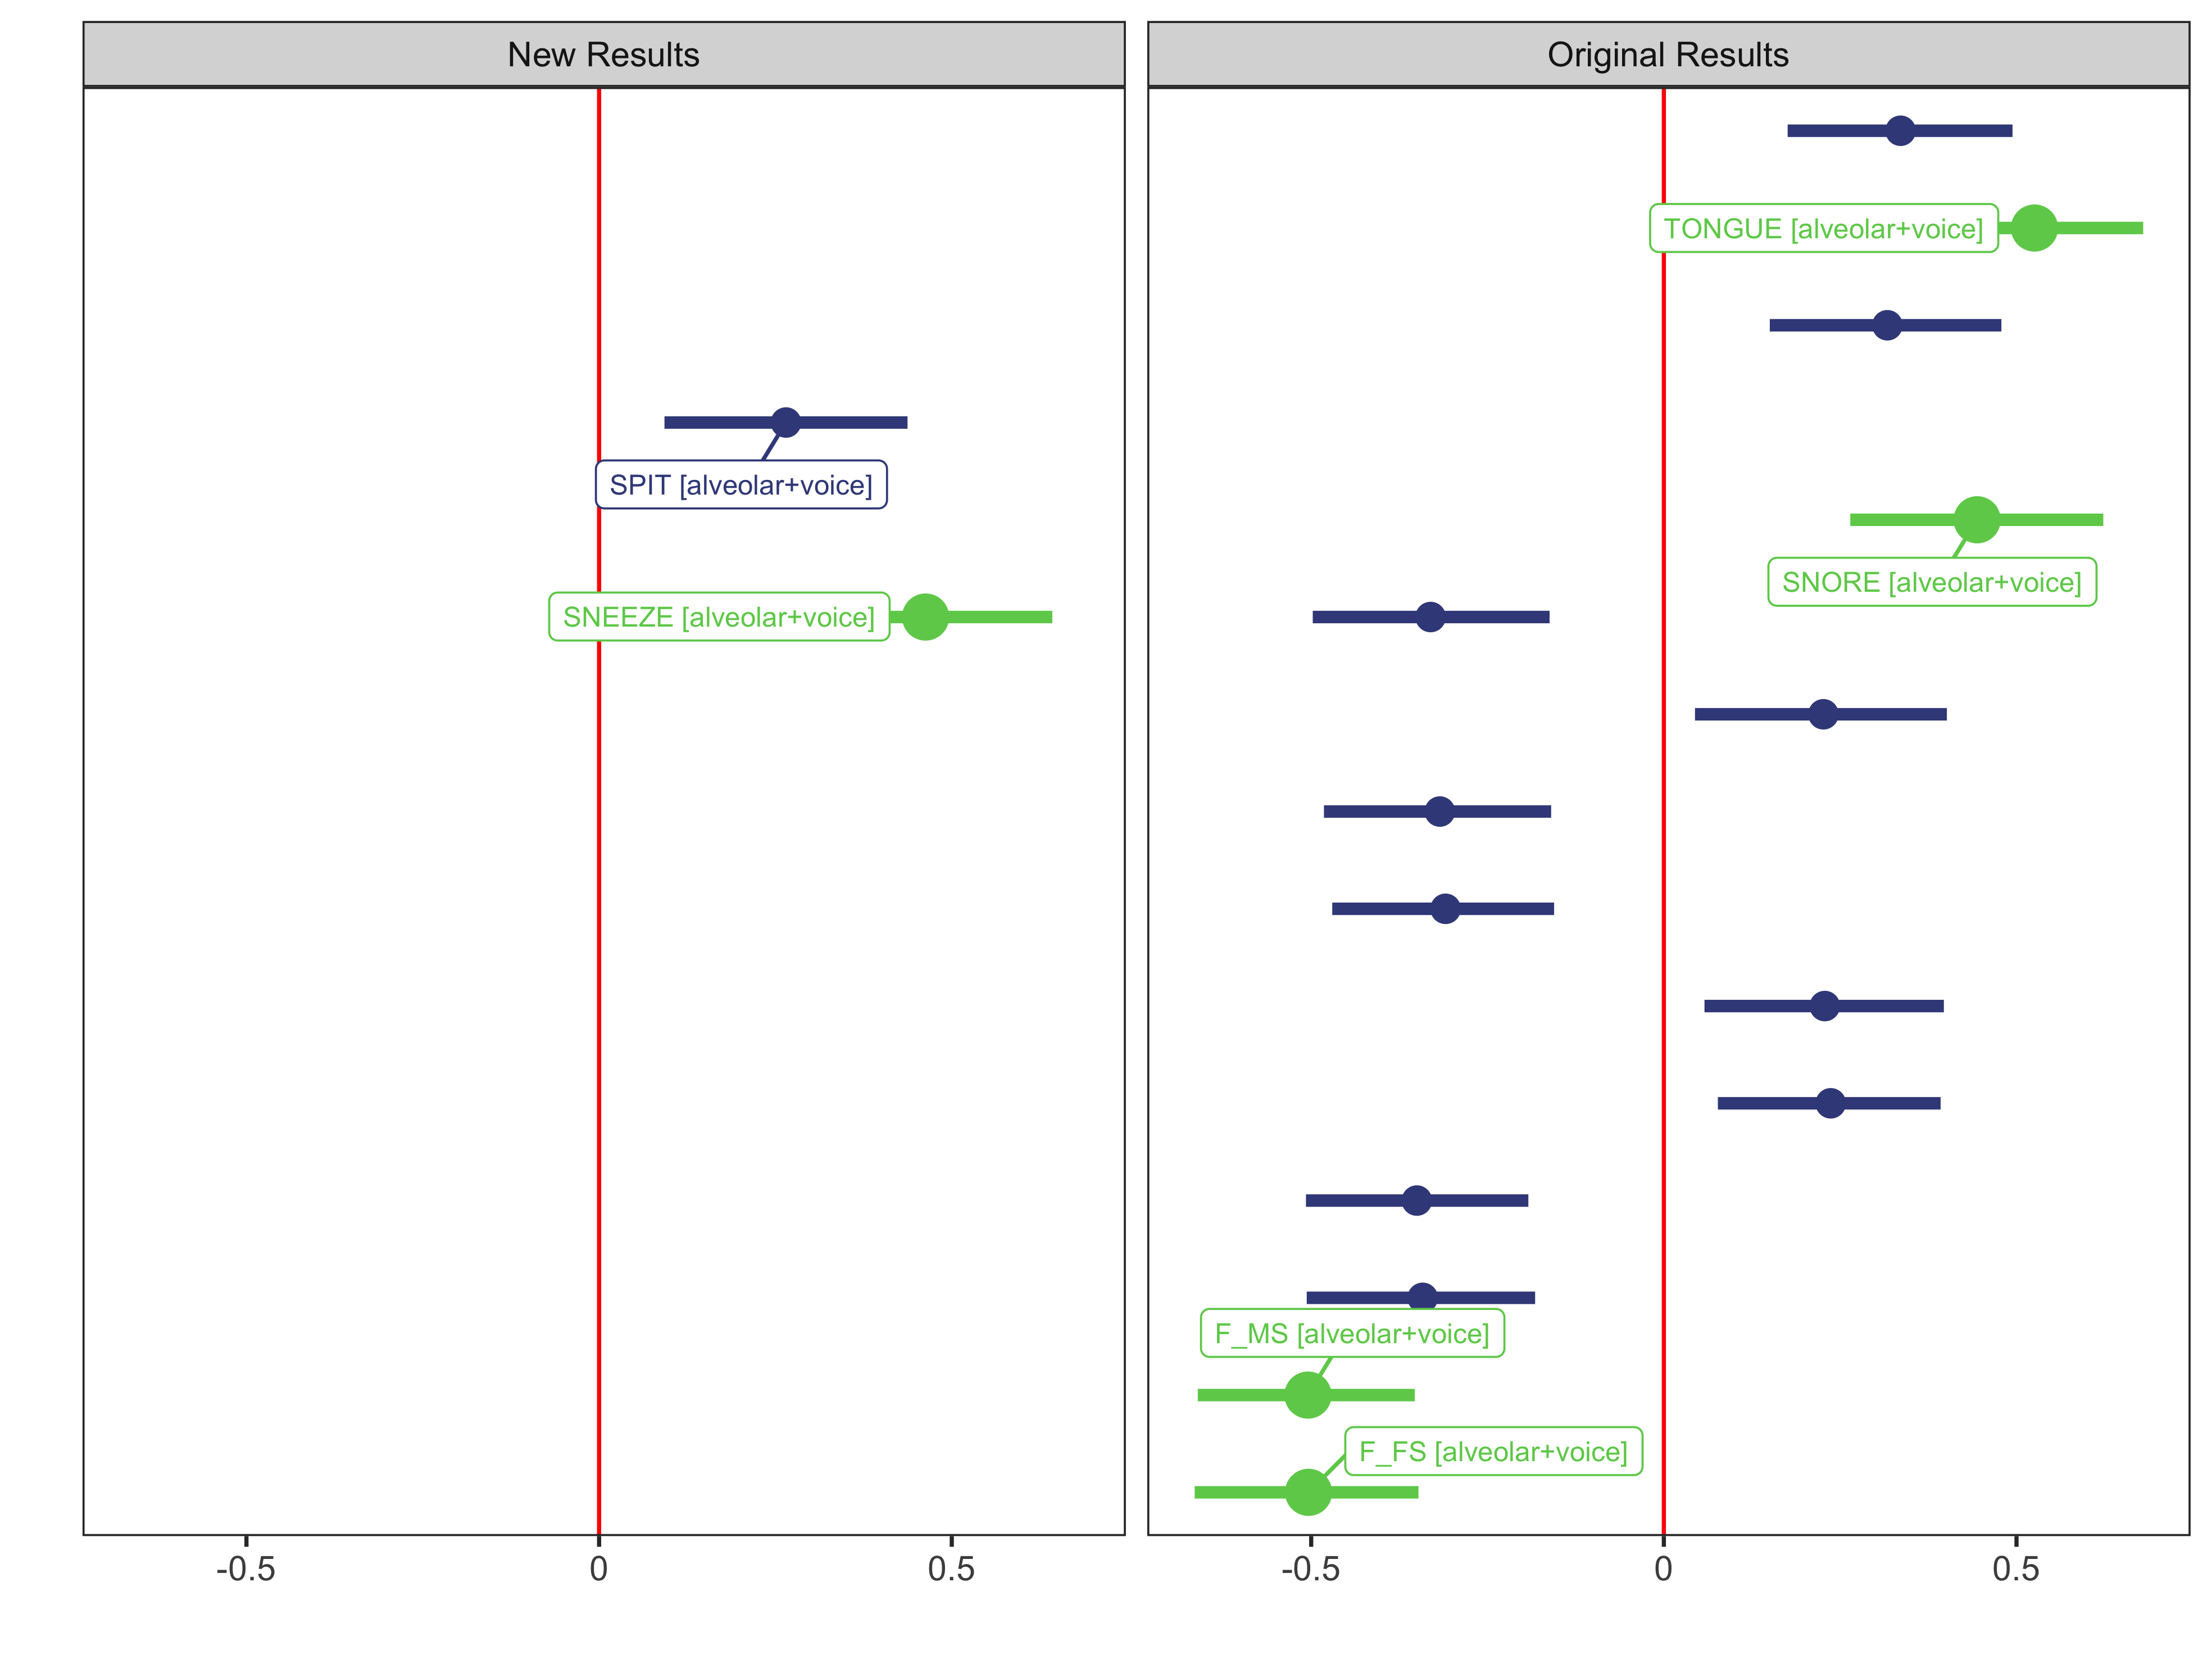 New Results
Original Results
TONGUE [alveolar+voice]
SPIT [alveolar+voice]
SNORE [alveolar+voice]
SNEEZE [alveolar+voice]
F_MS [alveolar+voice]
F_FS [alveolar+voice]
-0.5 0 0.5
-0.5 0 0.5